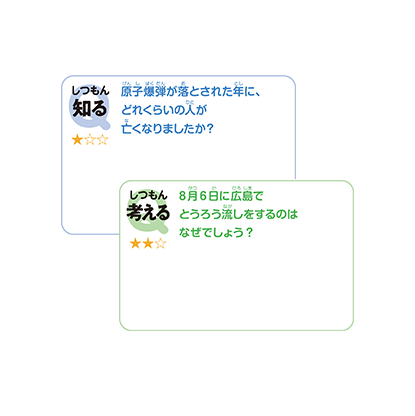 しつもん
知る
★☆☆
原子爆弾が落とされた年に、
どれくらいの人が
亡くなりましたか?
しつもん
考える
★★☆
8月6日に広島で
とうろう流しをするのは
なぜでしょう?